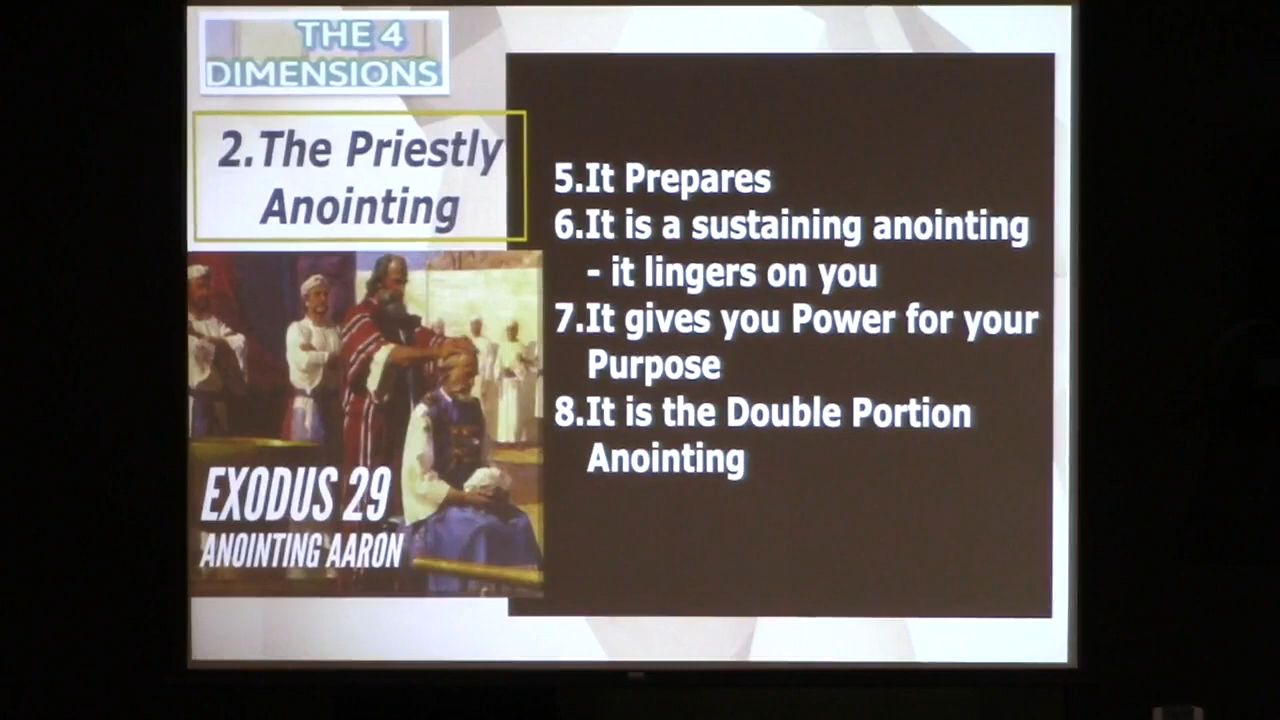 THE 4
DIMENSIONS
2.The Priestly
Anointing
EXODUS 29
ANOINTING AARON
5.It Prepares
6.It is a sustaining anointing
- it lingers on you
7.It gives you Power for your
Purpose
8.It is the Double Portion
Anointing